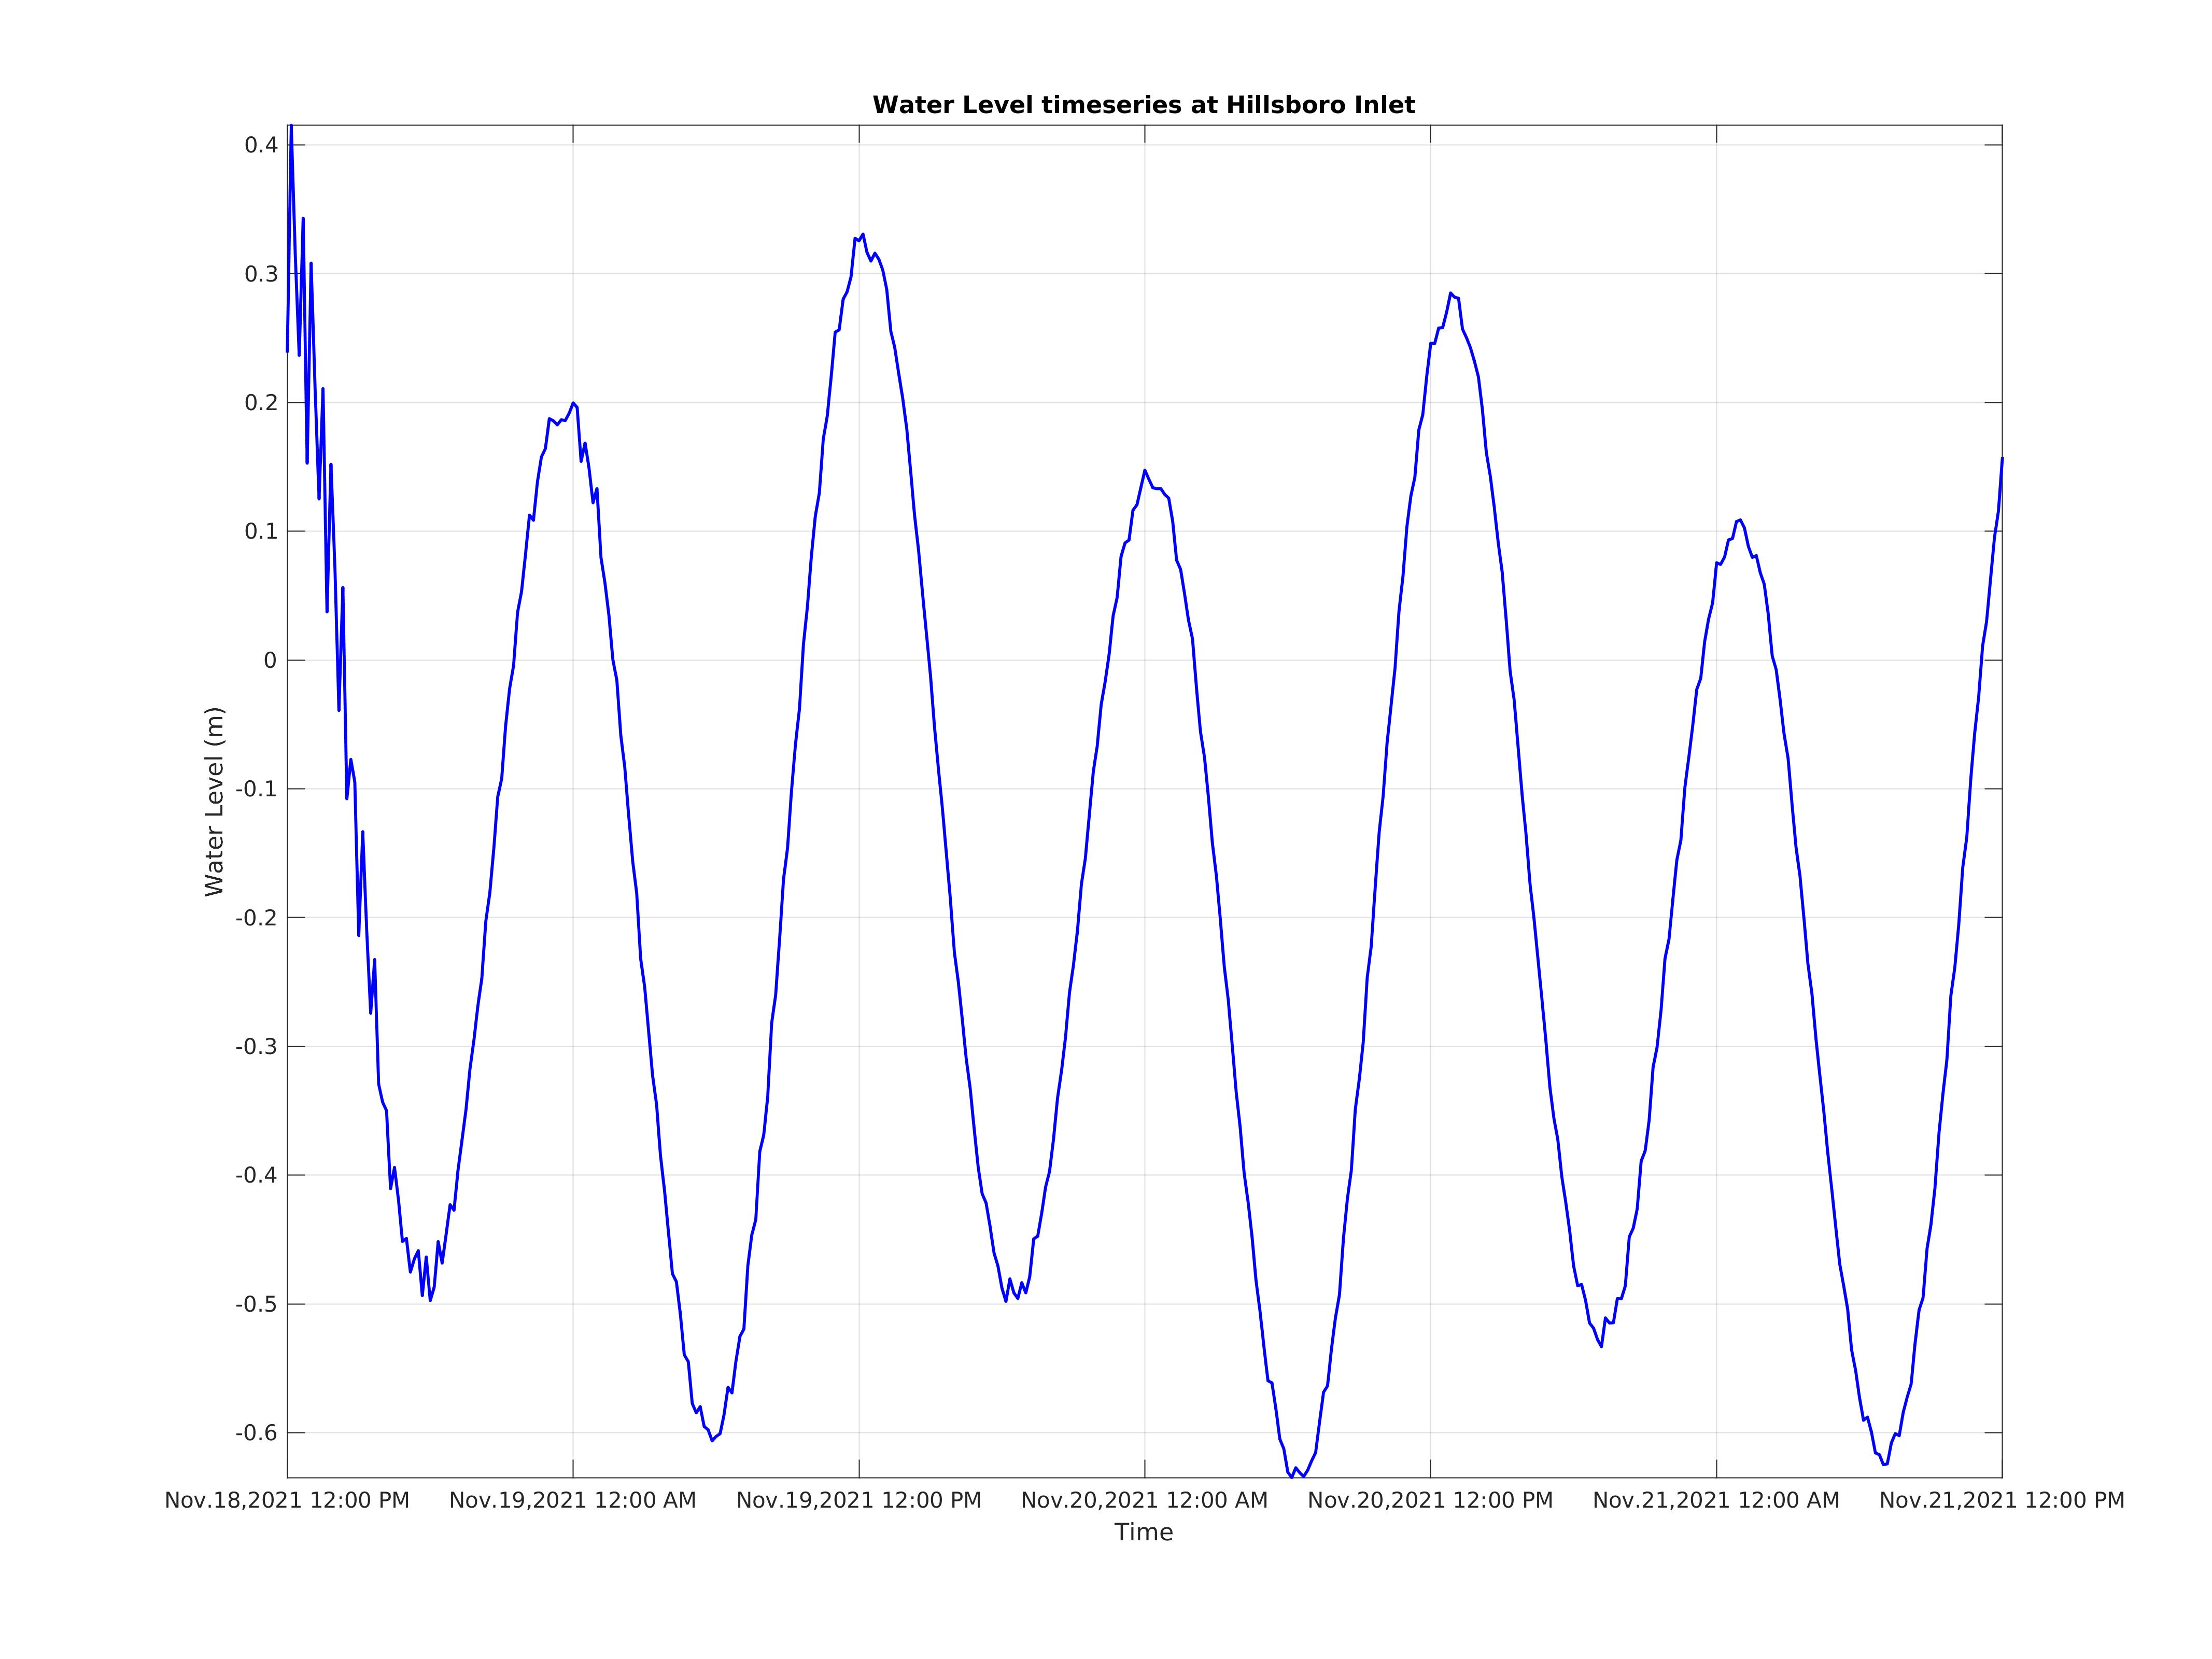 Water Level timeseries at Hillsboro Inlet
0.4
0.3
0.2
0.1
0
-0.1
-0.2
-0.3
-0.4
-0.5
-0.6
Water Level (m)
Nov.18,2021 12:00 PM
Nov.19,2021 12:00 AM
Nov.19,2021 12:00 PM
Nov.20,2021 12:00 AM
Nov.20,2021 12:00 PM
Nov.21,2021 12:00 AM
Nov.21,2021 12:00 PM
Time